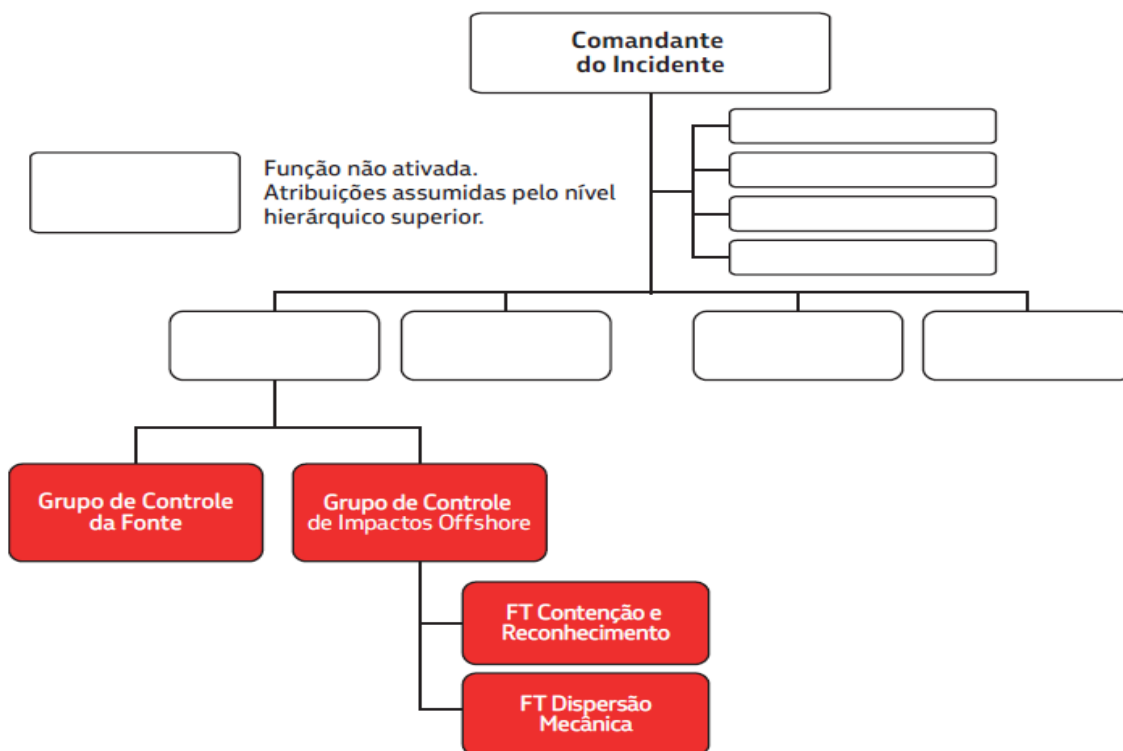 Comandante
do Incidente
Função não ativada.
Atribuições assumidas pelo nível
hierárquico superior.
Grupo de Controle
da Fonte
Grupo de Controle
de Impactos Offshore
FT Contenção e
Reconhecimento
FT Dispersão
Mecânica